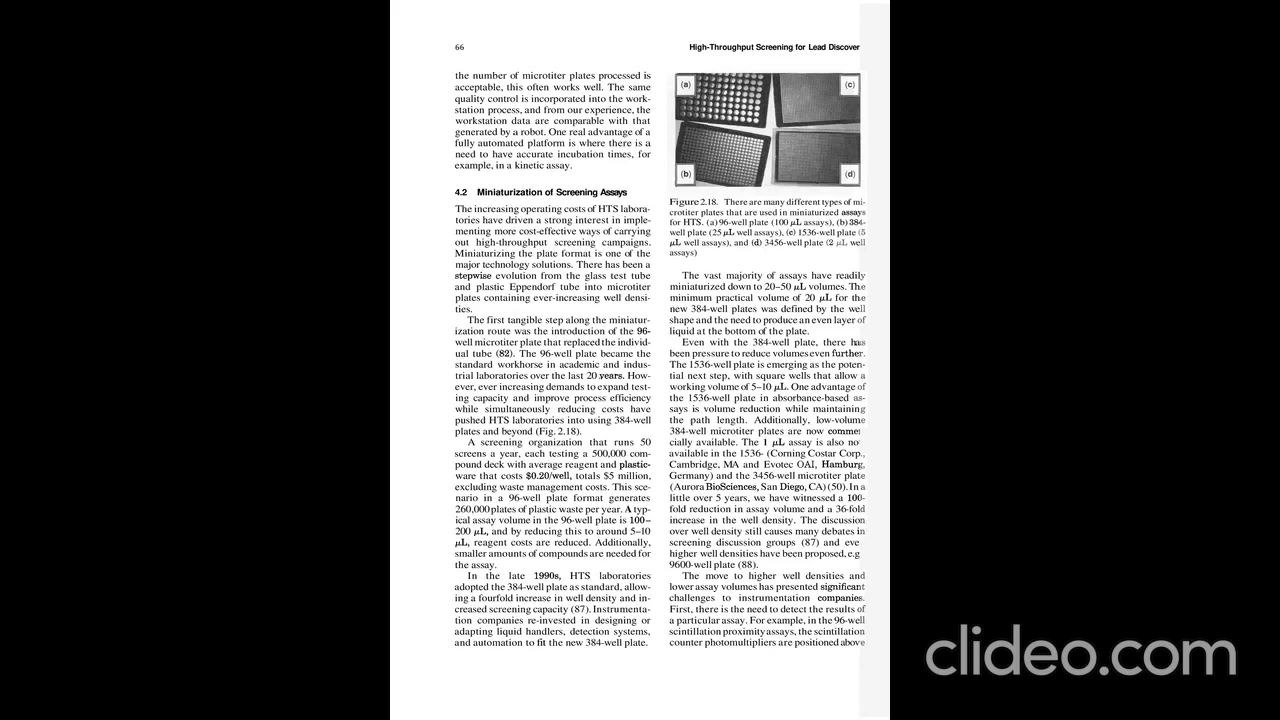 66
High-Throughput Screening for Lead Discover
the number of microtiter plates processed is
acceptable, this often works well. The same
quality control is incorporated into the work-
station process, and from our experience, the
workstation data are comparable with that
generated by a robot. One real advantage of a
fully automated platform is where there is a
need to have accurate incubation times, for
example, in a kinetic assay.
4.2 Miniaturization of Screening Assays
The increasing operating costs of HTS labora-
tories have driven a strong interest in imple-
menting more cost-effective ways of carrying
out high-throughput screening campaigns.
Miniaturizing the plate format is one of the
major technology solutions. There has been a
stepwise evolution from the glass test tube
and plastic Eppendorf tube into microtiter
plates containing ever-increasing well densi-
ties.
The first tangible step along the miniatur-
ization route was the introduction of the 96-
well microtiter plate that replaced the individ-
ual tube (82). The 96-well plate became the
standard workhorse in academic and indus-
trial laboratories over the last 20 years. How-
ever, ever increasing demands to expand test-
ing capacity and improve process efficiency
while simultaneously reducing costs have
pushed HTS laboratories into using 384-well
plates and beyond (Fig. 2.18).
A screening organization that runs 50
screens a year, each testing a 500,000 com-
pound deck with average reagent and plastic-
ware that costs $0.20/well, totals $5 million,
excluding waste management costs. This sce-
nario in a 96-well plate format generates
260,000 plates of plastic waste per year. A typ-
ical assay volume in the 96-well plate is 100–
200 μL, and by reducing this to around 5–10
μL, reagent costs are reduced. Additionally,
smaller amounts of compounds are needed for
the assay.
In the late 1990s, HTS laboratories
adopted the 384-well plate as standard, allow-
ing a fourfold increase in well density and in-
creased screening capacity (87). Instrumenta-
tion companies re-invested in designing or
adapting liquid handlers, detection systems,
and automation to fit the new 384-well plate.
(a)
(c)
(b)
(d)
Figure 2.18. There are many different types of mi-
crotiter plates that are used in miniaturized assays
for HTS. (a) 96-well plate (100 μL assays), (b) 384-
well plate (25 μL well assays), (c) 1536-well plate (5
μL well assays), and (d) 3456-well plate (2 μL well
assays)
The vast majority of assays have readily
miniaturized down to 20–50 μL volumes. The
minimum practical volume of 20 μL for the
new 384-well plates was defined by the well
shape and the need to produce an even layer of
liquid at the bottom of the plate.
Even with the 384-well plate, there has
been pressure to reduce volumes even further.
The 1536-well plate is emerging as the poten-
tial next step, with square wells that allow a
working volume of 5–10 μL. One advantage of
the 1536-well plate in absorbance-based as-
says is volume reduction while maintaining
the path length. Additionally, low-volume
384-well microtiter plates are now commer
cially available. The 1 μL assay is also no
available in the 1536- (Corning Costar Corp.,
Cambridge, MA and Evotec OAI, Hamburg,
Germany) and the 3456-well microtiter plate
(Aurora BioSciences, San Diego, CA) (50). In a
little over 5 years, we have witnessed a 100-
fold reduction in assay volume and a 36-fold
increase in the well density. The discussion
over well density still causes many debates in
screening discussion groups (87) and eve
higher well densities have been proposed, e.g
9600-well plate (88).
The move to higher well densities and
lower assay volumes has presented significant
challenges to instrumentation companies.
First, there is the need to detect the results of
a particular assay. For example, in the 96-well
scintillation proximity assays, the scintillation
counter photomultipliers are positioned above
clideo.com